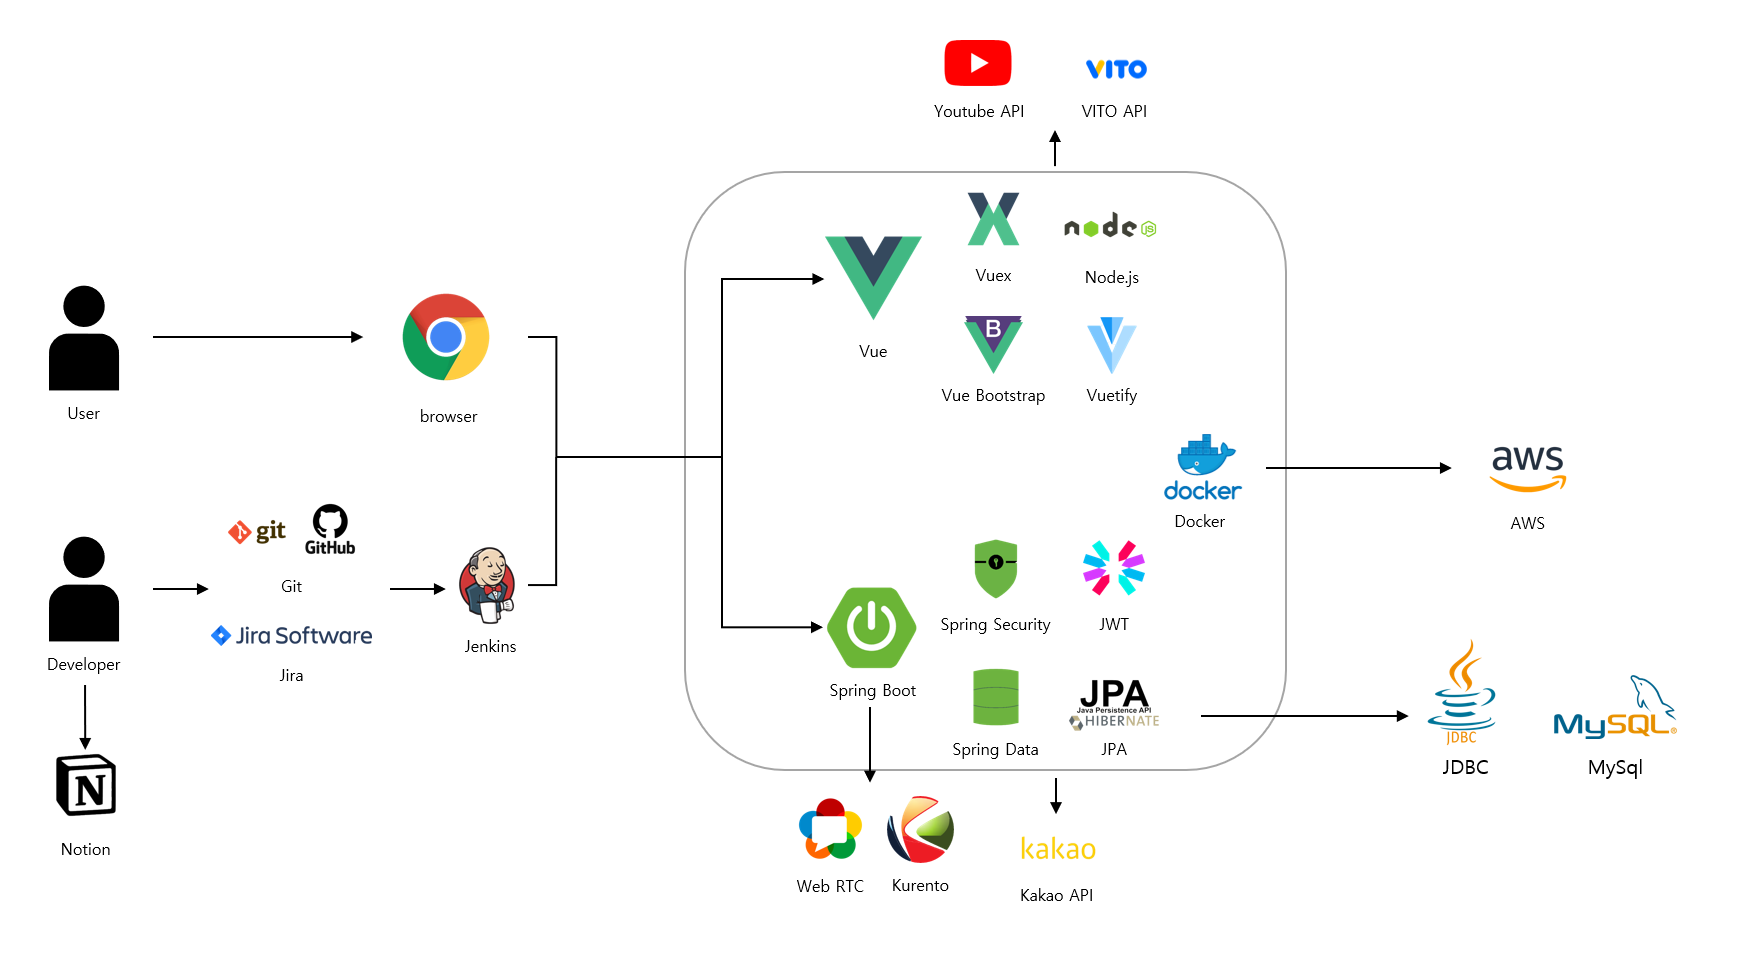 VITO
Youtube API
VITO API
node
JS
Vuex
Node.js
B
Vue
Vue Bootstrap
Vuetify
User
browser
docker
Docker
aws
AWS
git
GitHub
Git
Jira Software
Jira
Jenkins
Developer
Spring Security
JWT
Spring Boot
JPA
Java Persistence API
HIBERNATE
Spring Data
JPA
JDBC
JDBC
MySQL®
MySql
N
Notion
Web RTC
Kurento
kakao
Kakao API